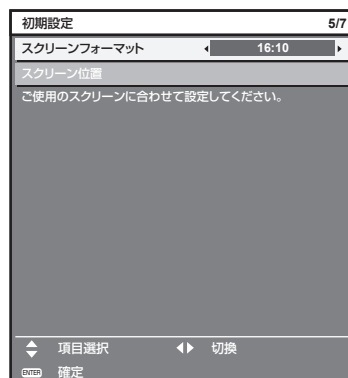 初期設定 5/7
スクリーンフォーマット 16:10
スクリーン位置
ご使用のスクリーンに合わせて設定してください。
項目選択 切換
ENTER 確定